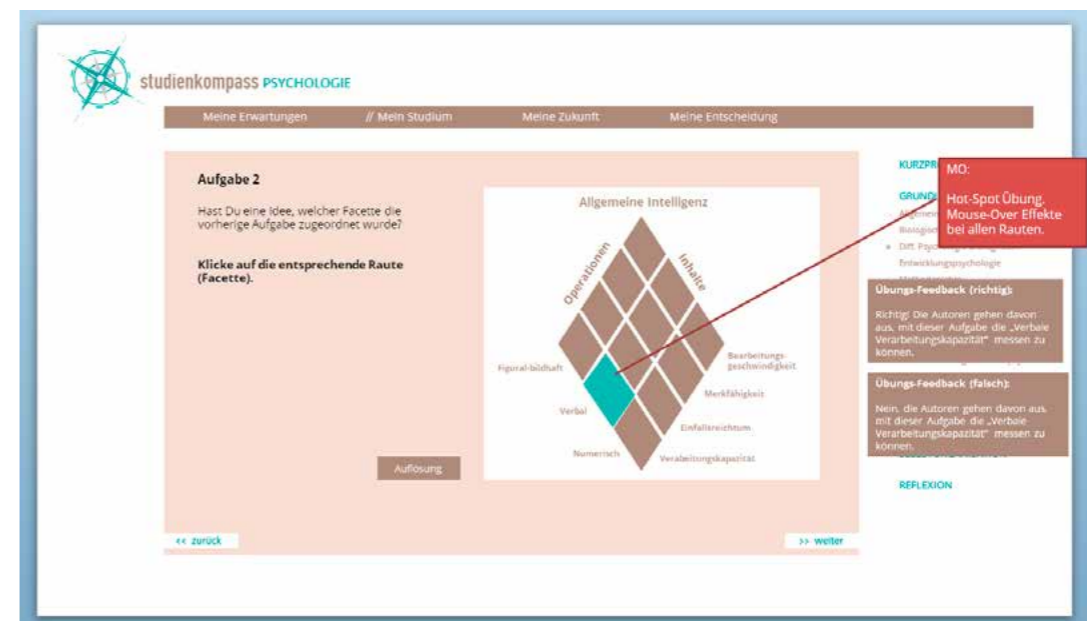 studienkompass PSYCHOLOGIE
Meine Erwartungen // Mein Studium Meine Zukunft Meine Entscheidung
Aufgabe 2
Hast Du eine Idee, welcher Facette die
vorherige Aufgabe zugeordnet wurde?
Klicke auf die entsprechende Raute
(Facette).
Auflösung
<< zurück
>> weiter
Allgemeine Intelligenz
Operationen
Inhalte
Figural-bildhaft
Verbal
Numerisch
Bearbeitungs-
geschwindigkeit
Merkfähigkeit
Einfallsreichtum
Verabeitungskapazität
KURZPR
GRUND
Biologisch
Entwicklungspsychologie
REFLEXION
MO:
Hot-Spot Übung.
Mouse-Over Effekte
bei allen Rauten.
Übungs-Feedback (richtig):
Richtig! Die Autoren gehen davon
aus, mit dieser Aufgabe die „Verbale
Verarbeitungskapazität“ messen zu
können.
Übungs-Feedback (falsch):
Nein, die Autoren gehen davon aus,
mit dieser Aufgabe die „Verbale
Verarbeitungskapazität“ messen zu
können.